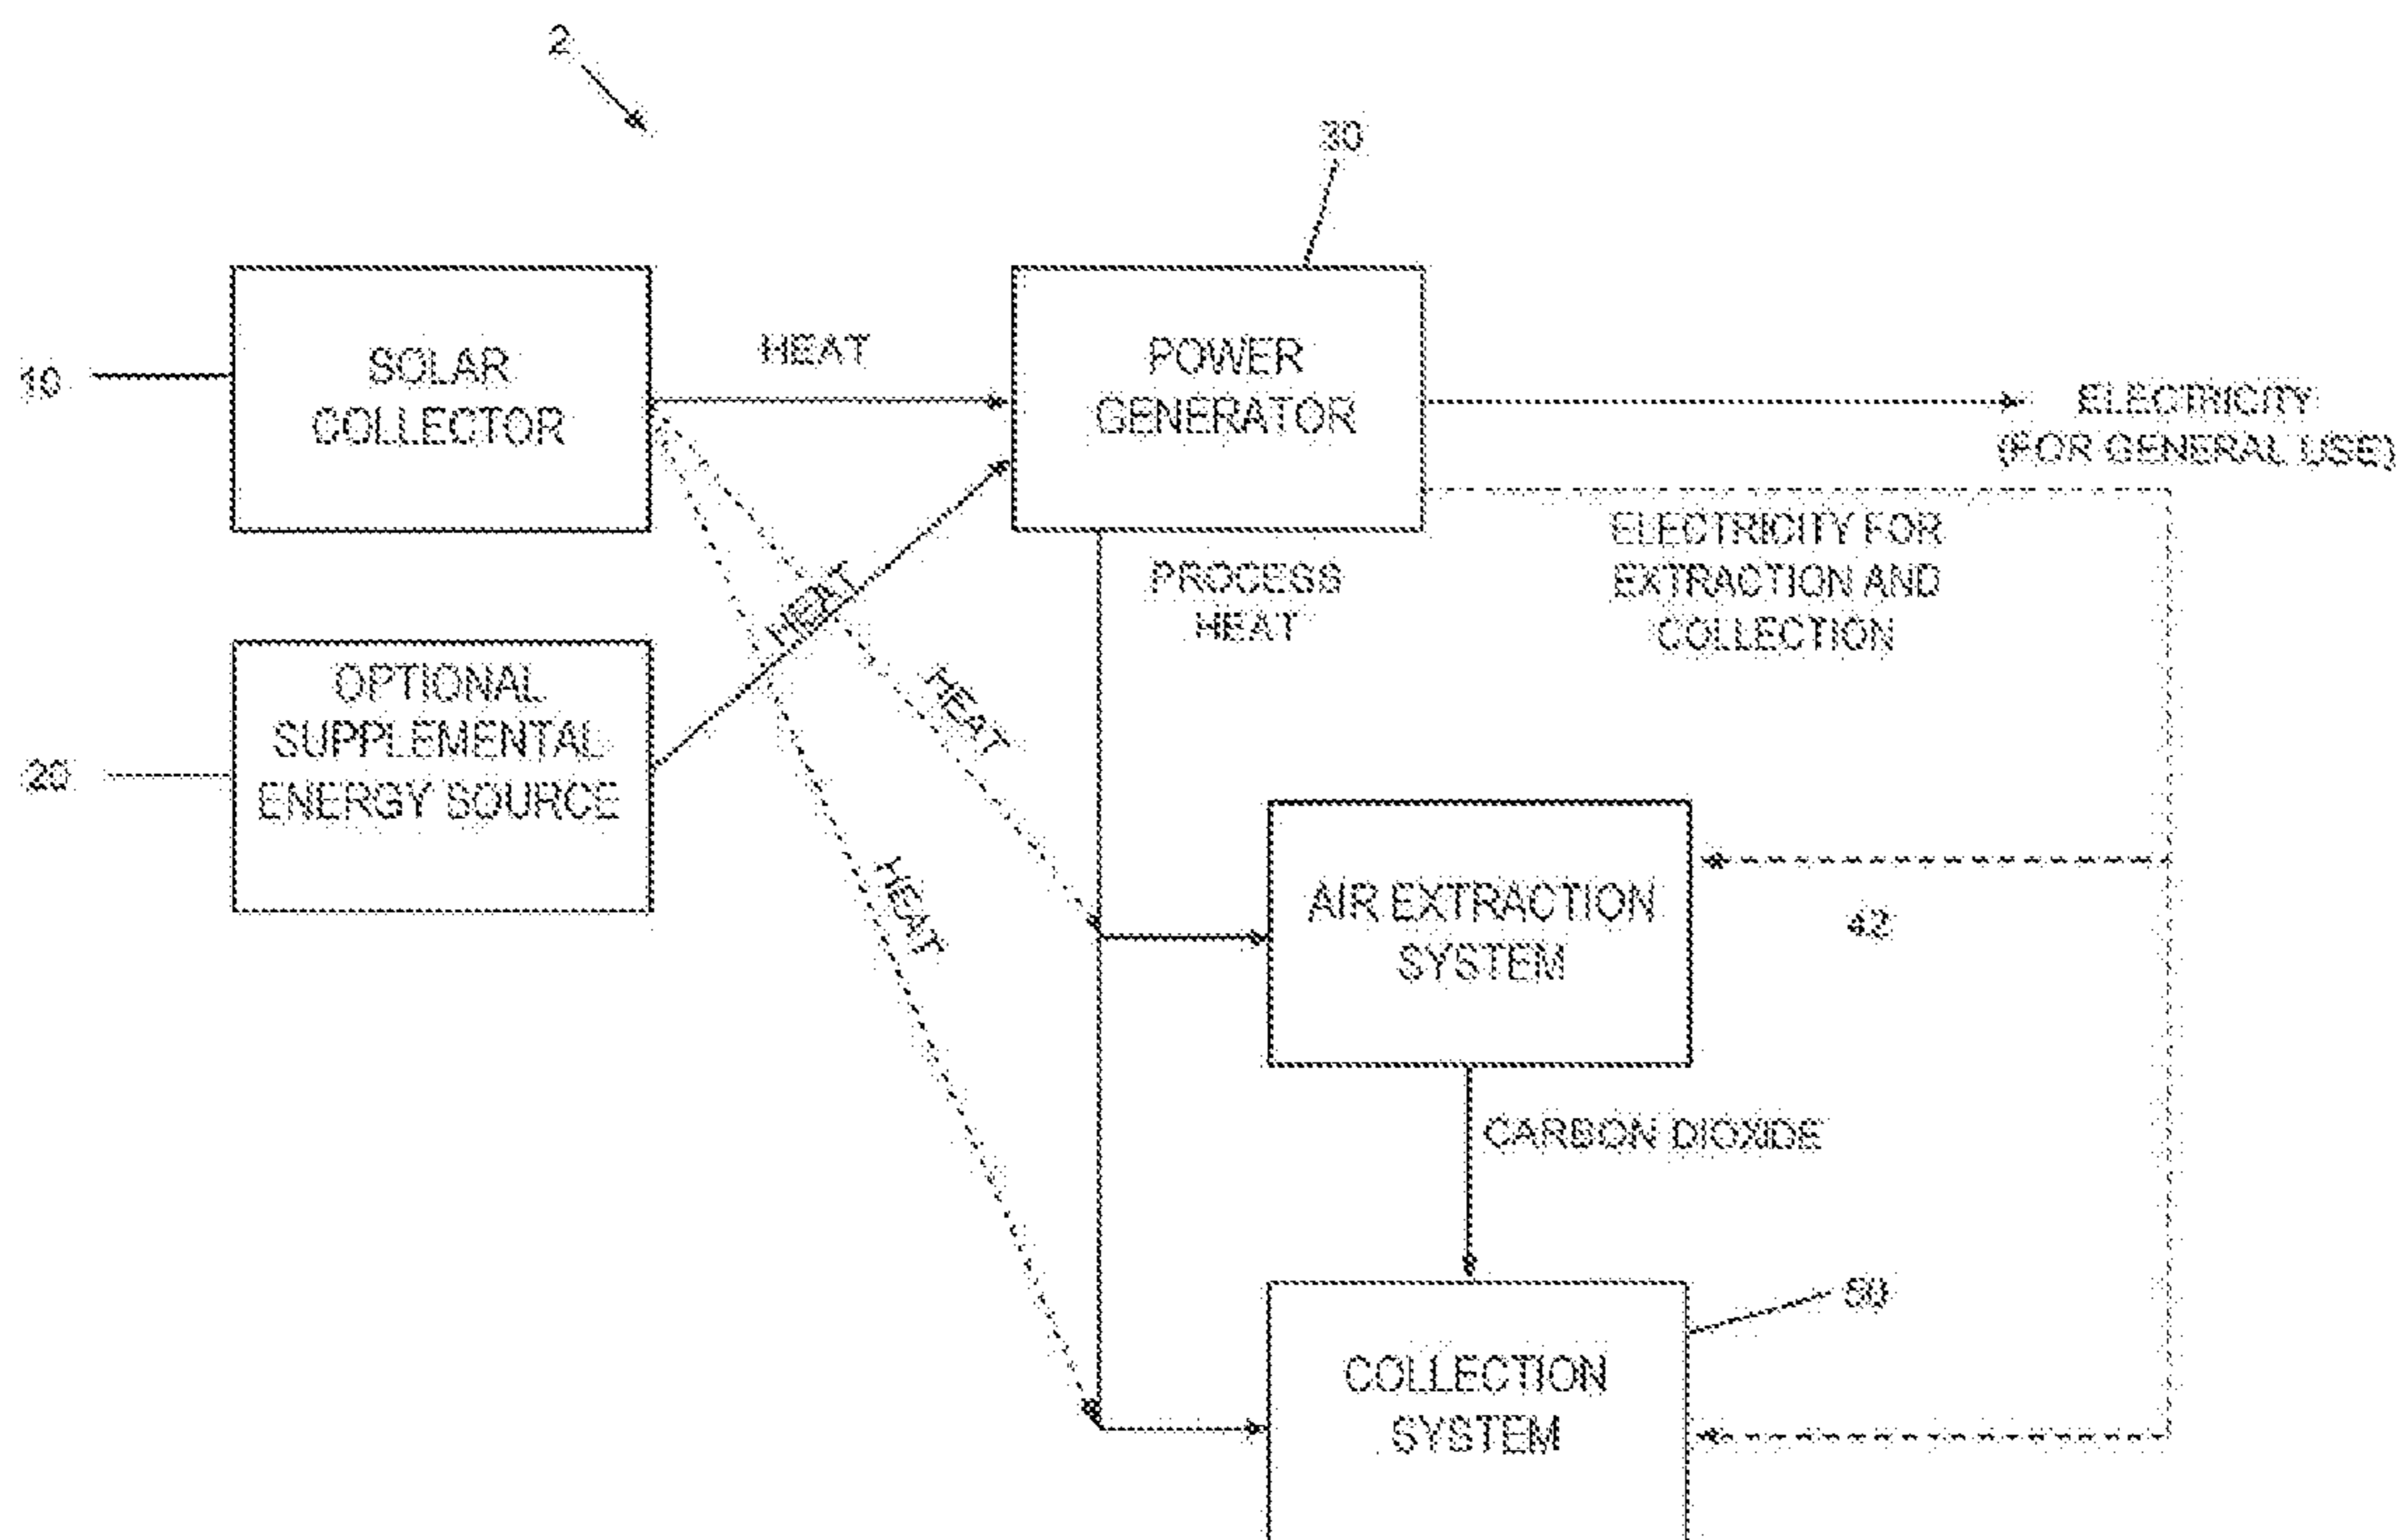 2
30
SOLAR
COLLECTOR
10
HEAT
POWER
GENERATOR
ELECTRICITY
(FOR GENERAL USE)
ELECTRICITY FOR
EXTRACTION AND
COLLECTION
PROCESS
HEAT
HEAT
HEAT
HEAT
OPTIONAL
SUPPLEMENTAL
ENERGY SOURCE
20
AIR EXTRACTION
SYSTEM
42
CARBON DIOXIDE
50
COLLECTION
SYSTEM